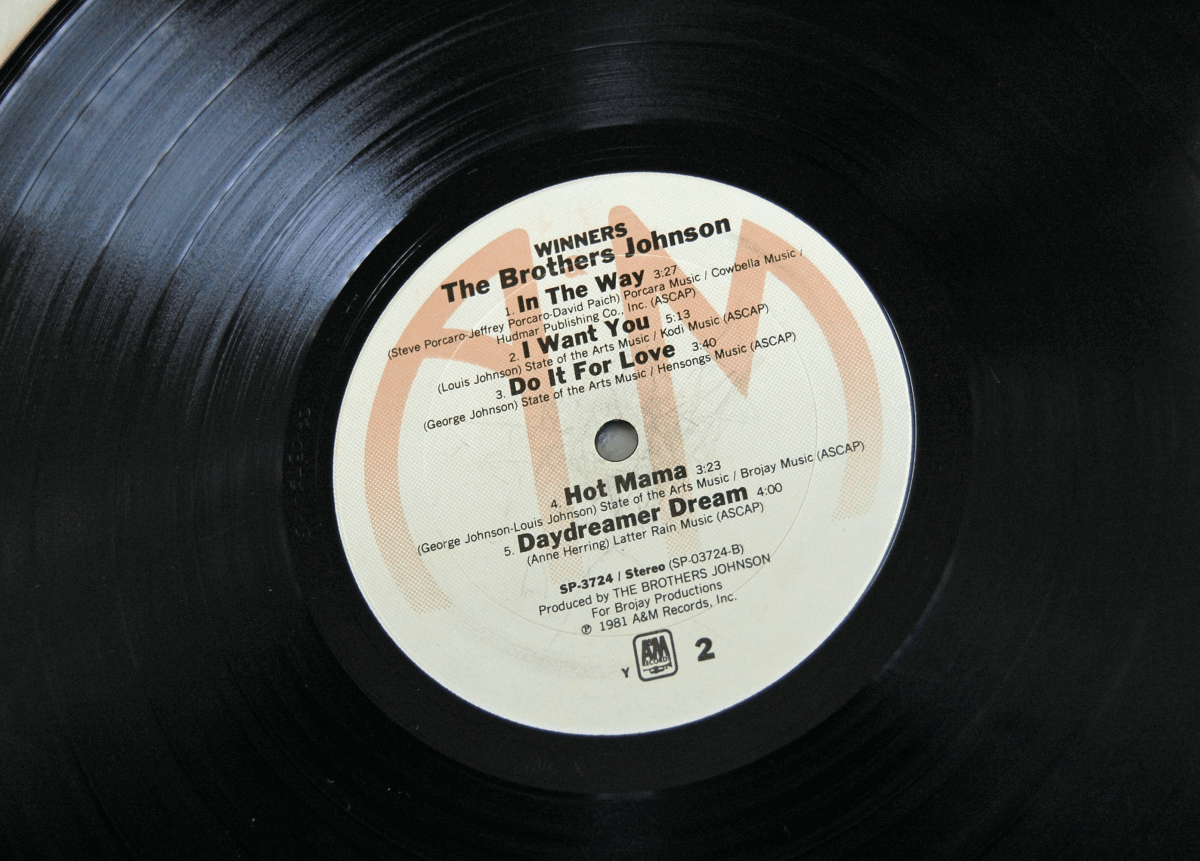 WINNERS
The Brothers Johnson
1. In The Way 3:27
(Steve Porcaro-Jeffrey Porcaro-David Paich) Porcara Music / Cowbella Music /
Hudmar Publishing Co., Inc. (ASCAP)
2. I Want You 5:13
(Louis Johnson) State of the Arts Music / Kodi Music (ASCAP)
3. Do It For Love 3:40
(George Johnson) State of the Arts Music / Hensongs Music (ASCAP)
4. Hot Mama 3:23
(George Johnson-Louis Johnson) State of the Arts Music / Brojay Music (ASCAP)
5. Daydreamer Dream 4:00
(Anne Herring) Latter Rain Music (ASCAP)
SP-3724 / Stereo (SP-03724-B)
Produced by THE BROTHERS JOHNSON
For Brojay Productions
℗ 1981 A&M Records, Inc.
Y A&M RECORDS 2